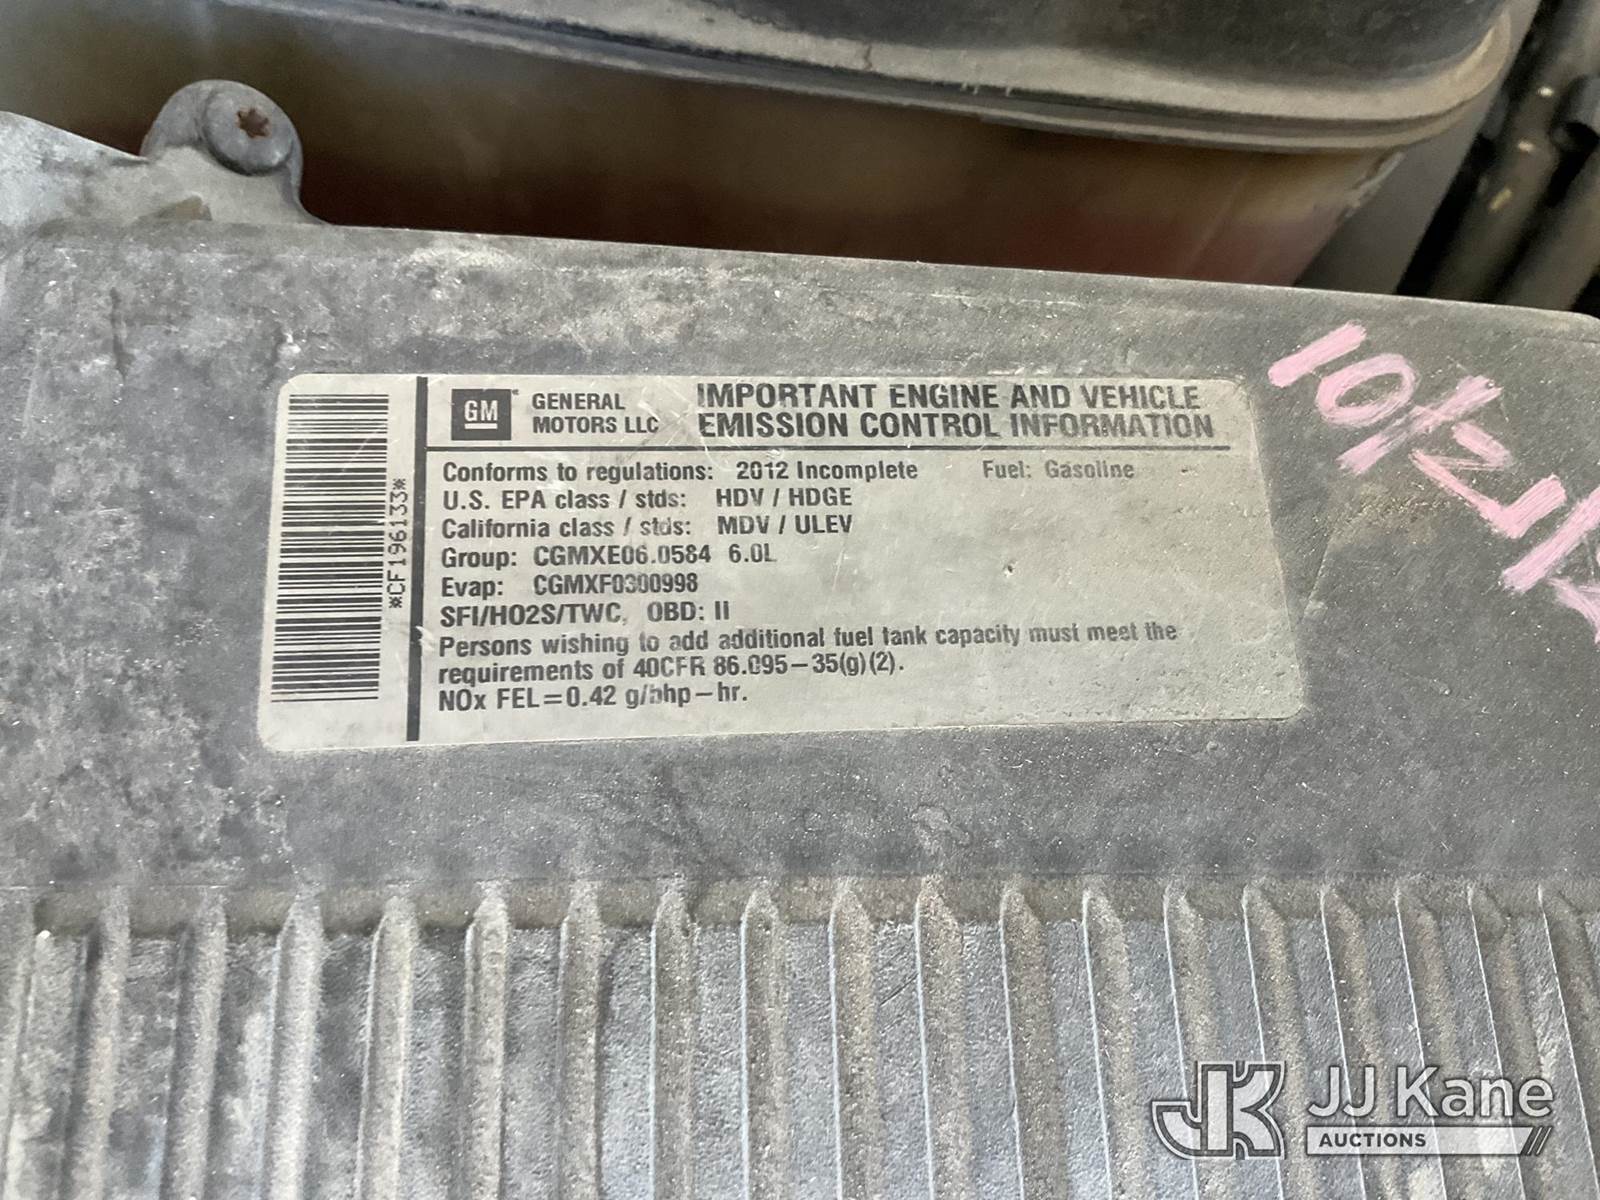 GM
GENERAL
MOTORS LLC
IMPORTANT ENGINE AND VEHICLE
EMISSION CONTROL INFORMATION
Conforms to regulations: 2012 Incomplete Fuel: Gasoline
U.S. EPA class / stds: HDV / HDGE
California class / stds: MDV / ULEV
Group: CGMXE06.0584 6.0L
Evap: CGMXF0300998
SFI/HO2S/TWC, OBD: II
Persons wishing to add additional fuel tank capacity must meet the
requirements of 40CFR 86.095-35(g)(2).
NOx FEL=0.42 g/bhp-hr.
*CF196133*
JK JJ Kane
AUCTIONS